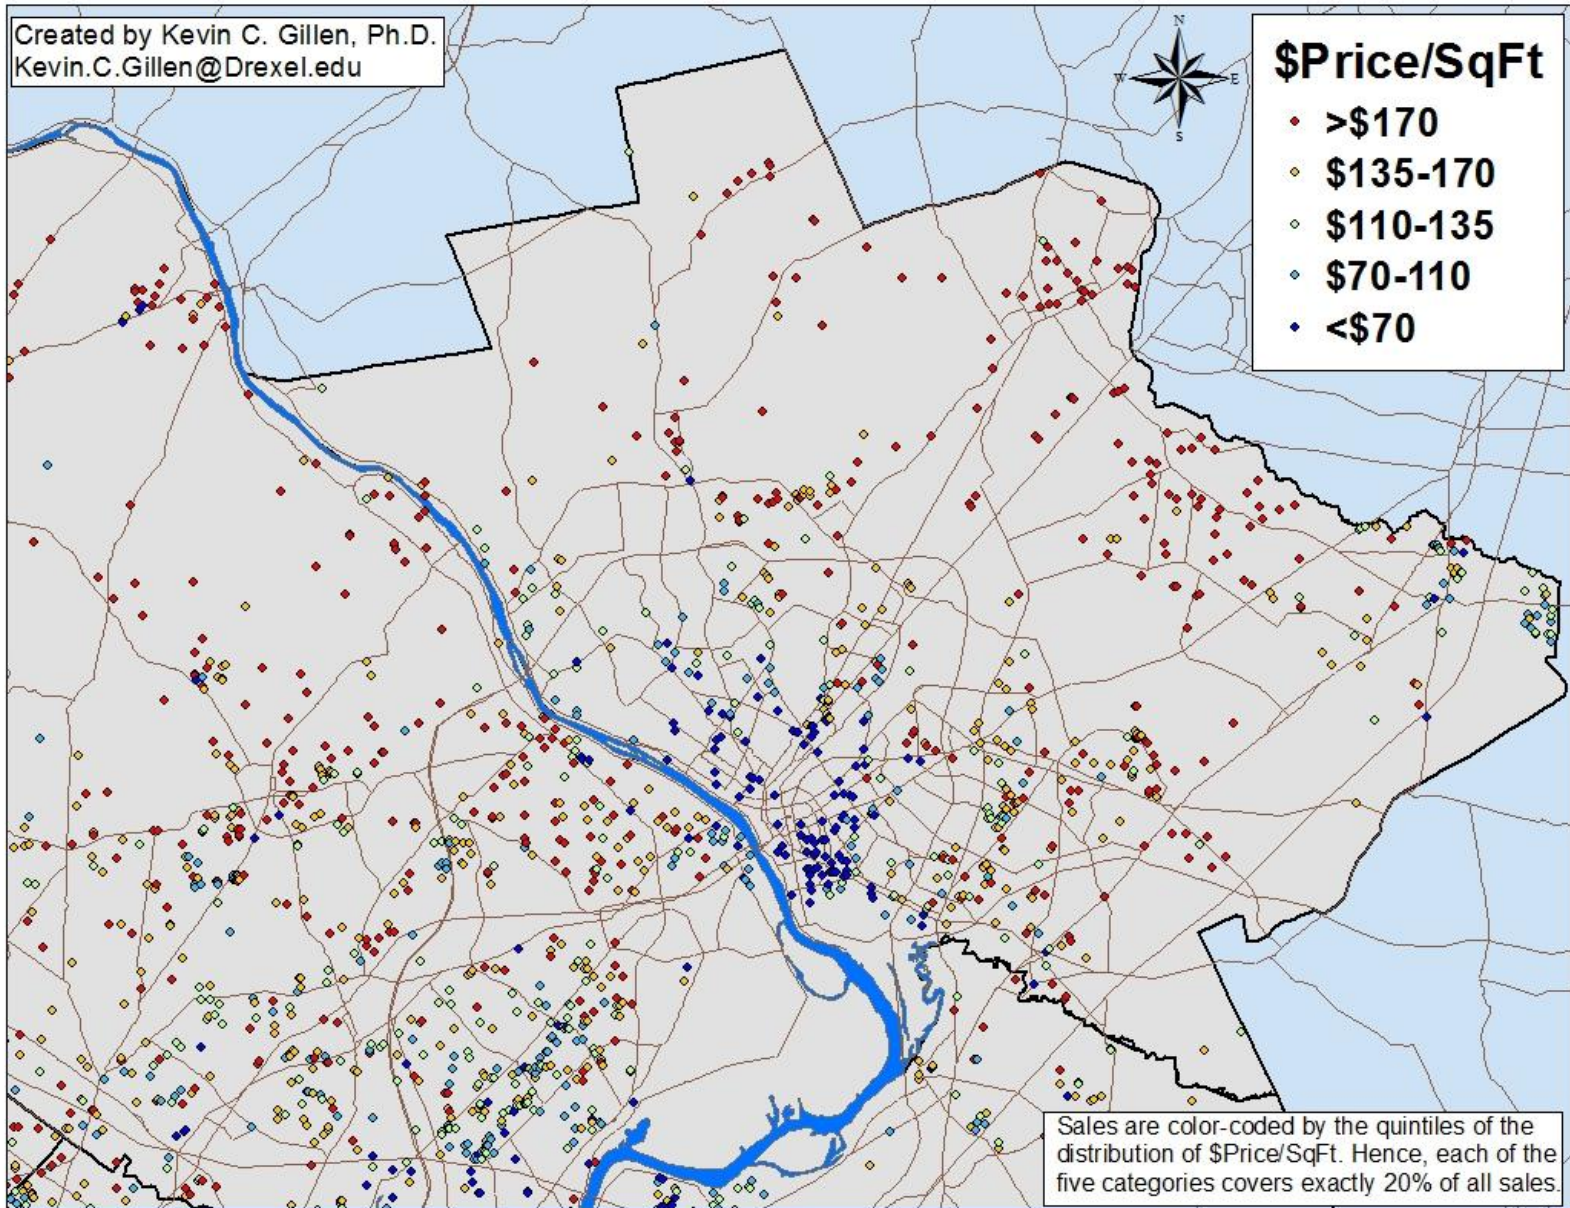 Created by Kevin C. Gillen, Ph.D.
Kevin.C.Gillen@Drexel.edu
N
W
E
S
$Price/SqFt
>$170
$135-170
$110-135
$70-110
<$70
Sales are color-coded by the quintiles of the
distribution of $Price/SqFt. Hence, each of the
five categories covers exactly 20% of all sales.